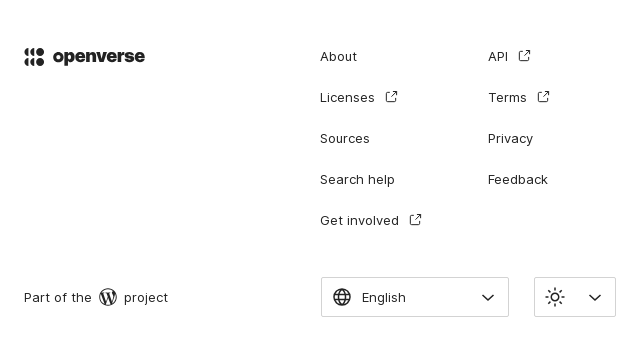 openverse
About
Licenses
Sources
Search help
Get involved
API
Terms
Privacy
Feedback
Part of the project
English